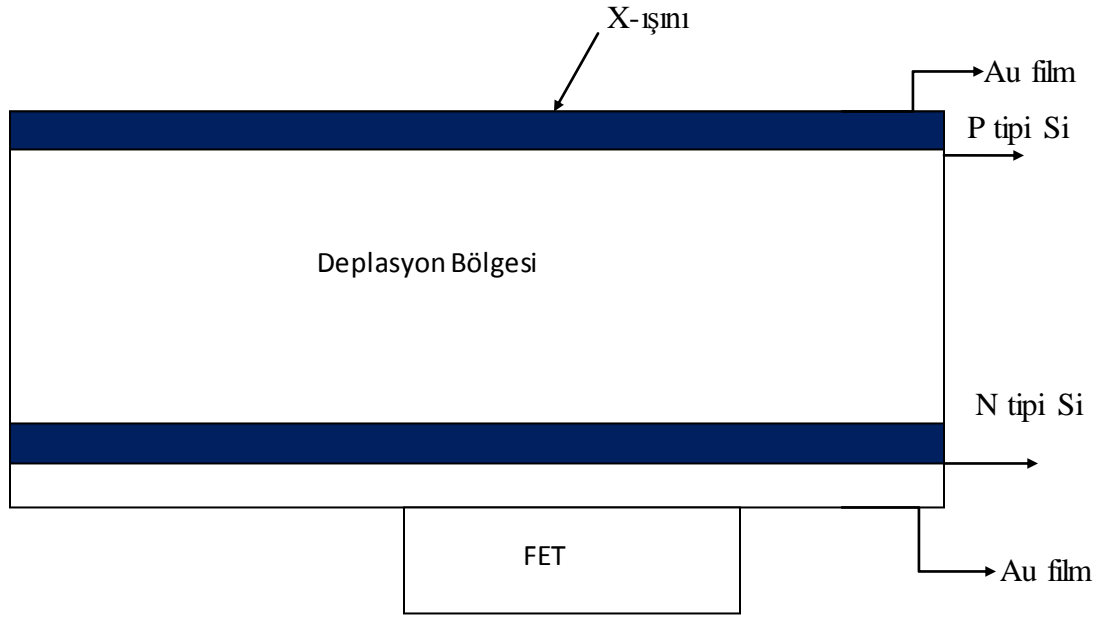 X-ışını
Au film
P tipi Si
Deplasyon Bölgesi
N tipi Si
FET
Au film